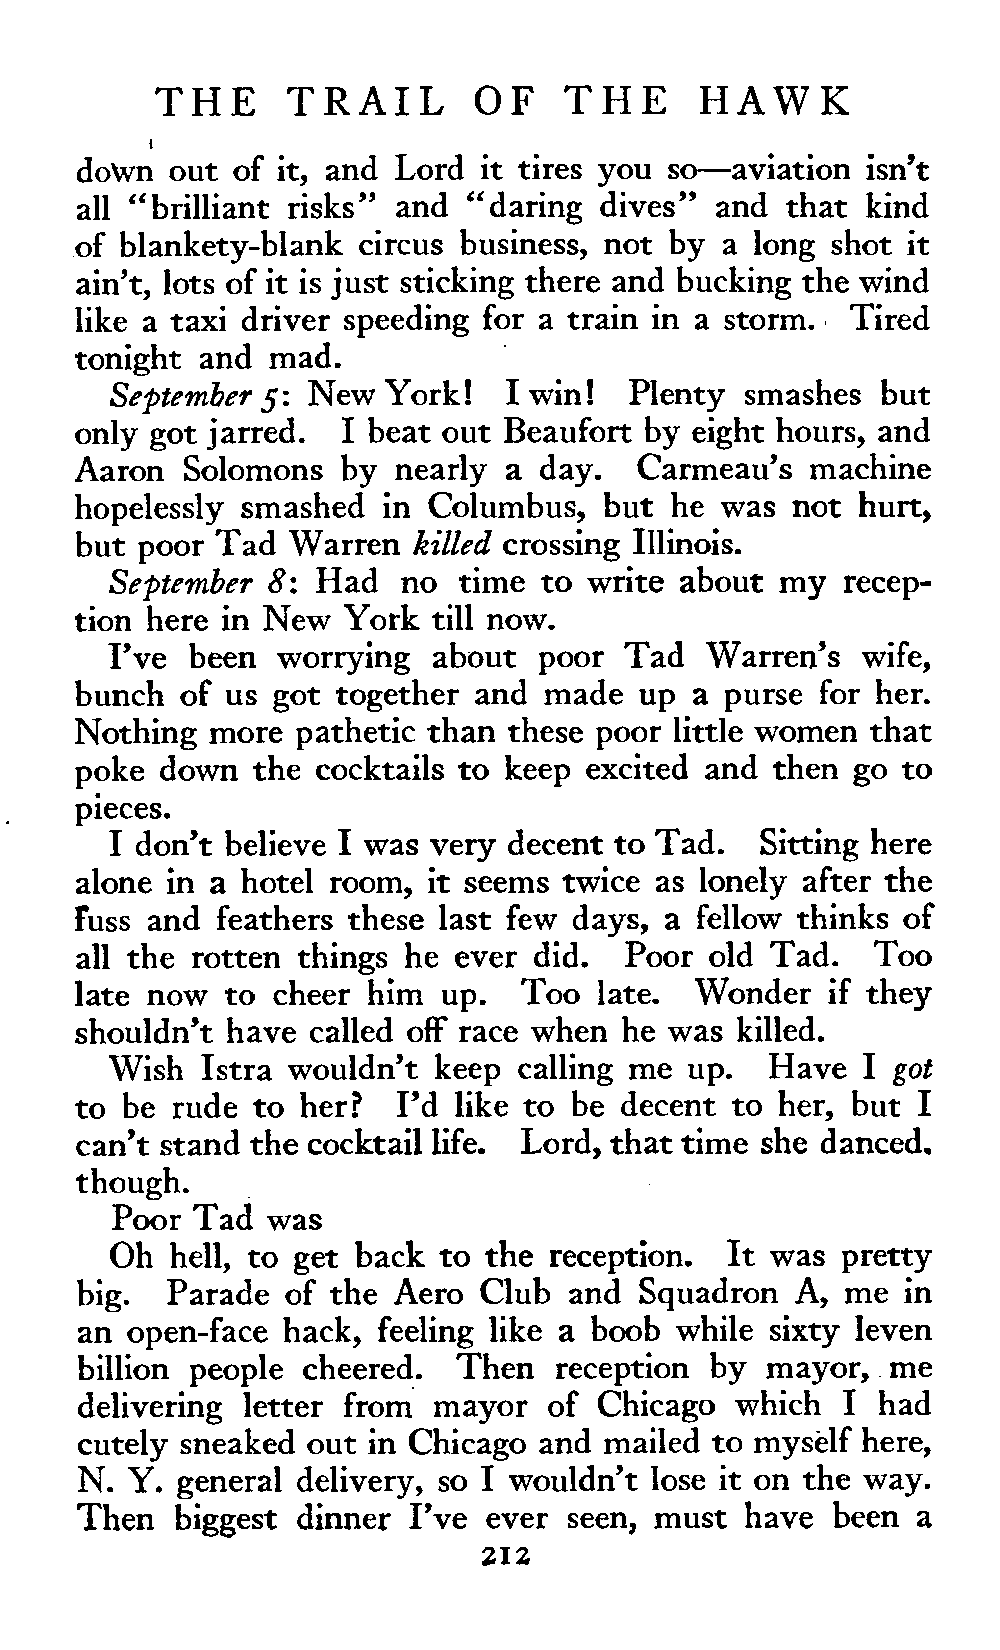 THE TRAIL OF THE HAWK
down out of it, and Lord it tires you so—aviation isn't
all "brilliant risks" and "daring dives" and that kind
of blankety-blank circus business, not by a long shot it
ain't, lots of it is just sticking there and bucking the wind
like a taxi driver speeding for a train in a storm. Tired
tonight and mad.
September 5: New York! I win! Plenty smashes but
only got jarred. I beat out Beaufort by eight hours, and
Aaron Solomons by nearly a day. Carmeau's machine
hopelessly smashed in Columbus, but he was not hurt,
but poor Tad Warren killed crossing Illinois.
September 8: Had no time to write about my recep-
tion here in New York till now.
I've been worrying about poor Tad Warren's wife,
bunch of us got together and made up a purse for her.
Nothing more pathetic than these poor little women that
poke down the cocktails to keep excited and then go to
pieces.
I don't believe I was very decent to Tad. Sitting here
alone in a hotel room, it seems twice as lonely after the
fuss and feathers these last few days, a fellow thinks of
all the rotten things he ever did. Poor old Tad. Too
late now to cheer him up. Too late. Wonder if they
shouldn't have called off race when he was killed.
Wish Istra wouldn't keep calling me up. Have I got
to be rude to her? I'd like to be decent to her, but I
can't stand the cocktail life. Lord, that time she danced.
though.
Poor Tad was
Oh hell, to get back to the reception. It was pretty
big. Parade of the Aero Club and Squadron A, me in
an open-face hack, feeling like a boob while sixty leven
billion people cheered. Then reception by mayor, me
delivering letter from mayor of Chicago which I had
cutely sneaked out in Chicago and mailed to myself here,
N. Y. general delivery, so I wouldn't lose it on the way.
Then biggest dinner I've ever seen, must have been a
212